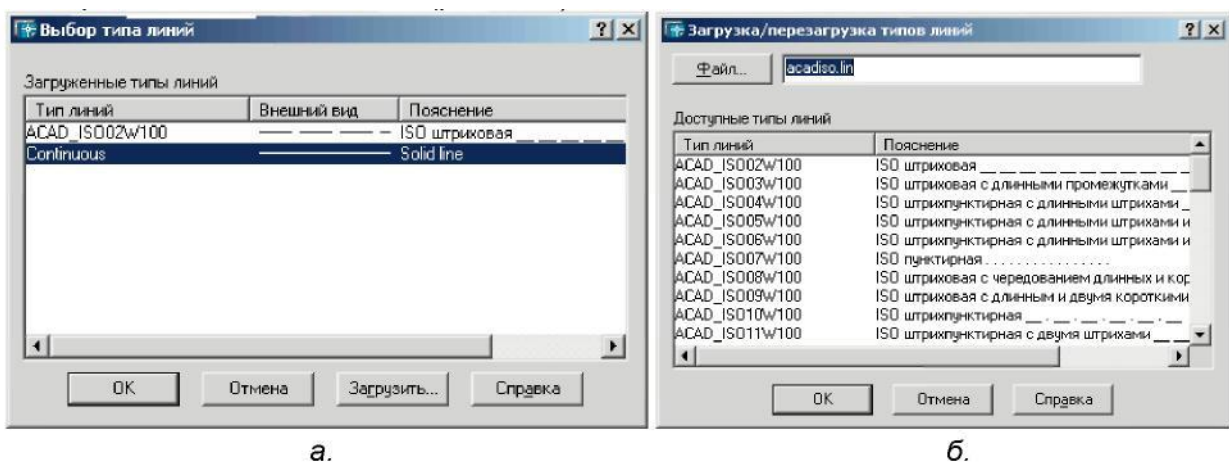 Выбор типа линий
Загруженные типы линий
Тип линий Внешний вид Пояснение
ACAD_ISO02W100 ISO штриховая
Continuous Solid line
OK Отмена Загрузить... Справка
а.
Загрузка/перезагрузка типов линий
Файл... acadiso.lin
Доступные типы линий
Тип линий Пояснение
ACAD_ISO02W100 ISO штриховая
ACAD_ISO03W100 ISO штриховая с длинными промежутками
ACAD_ISO04W100 ISO штрихпунктирная с длинными штрихами
ACAD_ISO05W100 ISO штрихпунктирная с длинными штрихами и
ACAD_ISO06W100 ISO штрихпунктирная с длинными штрихами и
ACAD_ISO07W100 ISO пунктирная . . . . . . . . . . . . . . . .
ACAD_ISO08W100 ISO штриховая с чередованием длинных и кор
ACAD_ISO09W100 ISO штриховая с длинным и двумя короткими
ACAD_ISO10W100 ISO штрихпунктирная
ACAD_ISO11W100 ISO штрихпунктирная с двумя штрихами
OK Отмена Справка
б.